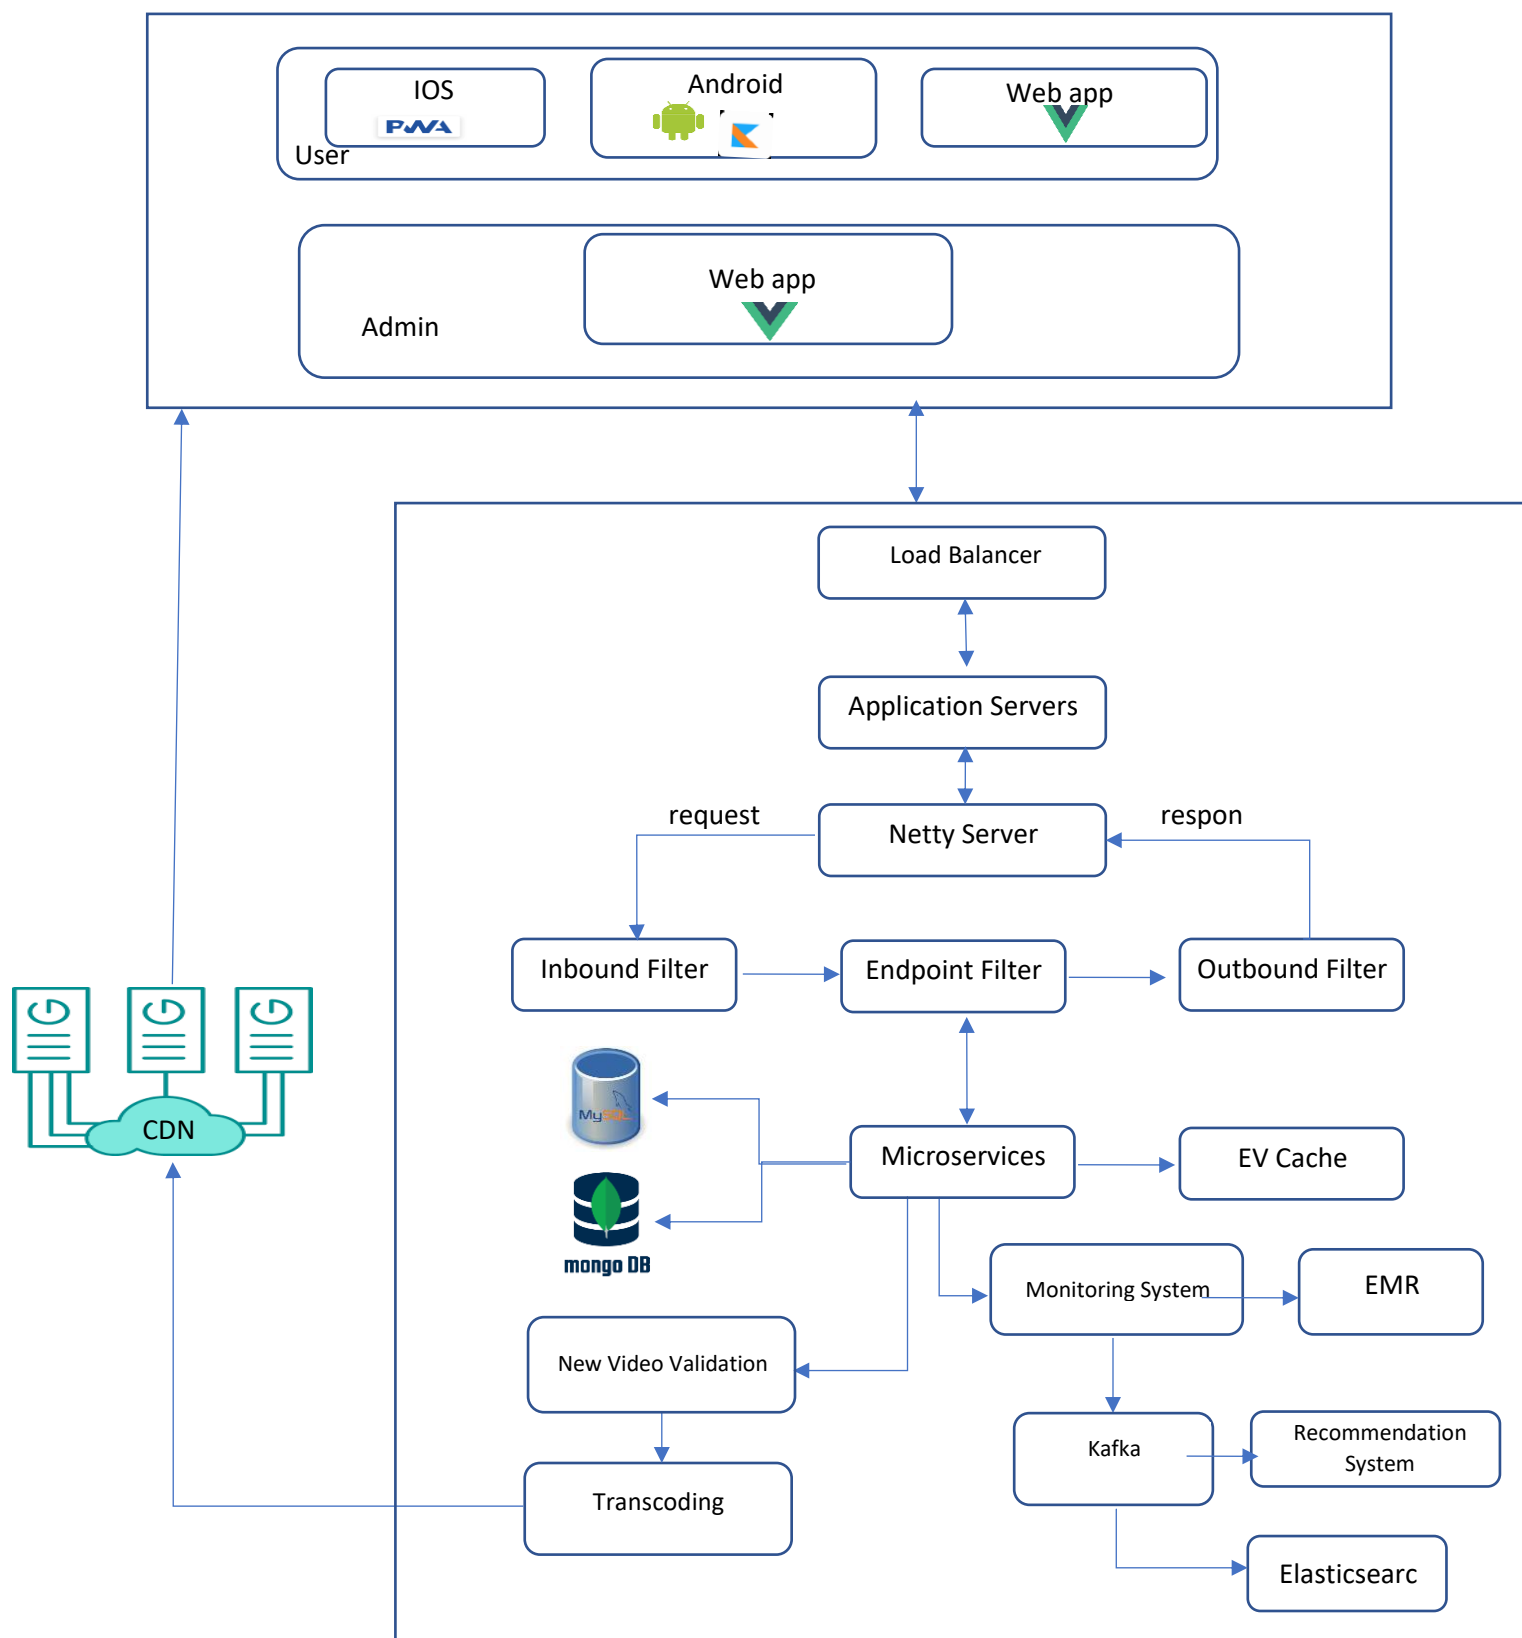 IOS
PWA
Android
Web app
User
Web app
Admin
Load Balancer
Application Servers
request
Netty Server
respon
Inbound Filter
Endpoint Filter
Outbound Filter
MySQL
CDN
Microservices
EV Cache
mongo DB
Monitoring System
EMR
New Video Validation
Kafka
Recommendation
System
Transcoding
Elasticsearc